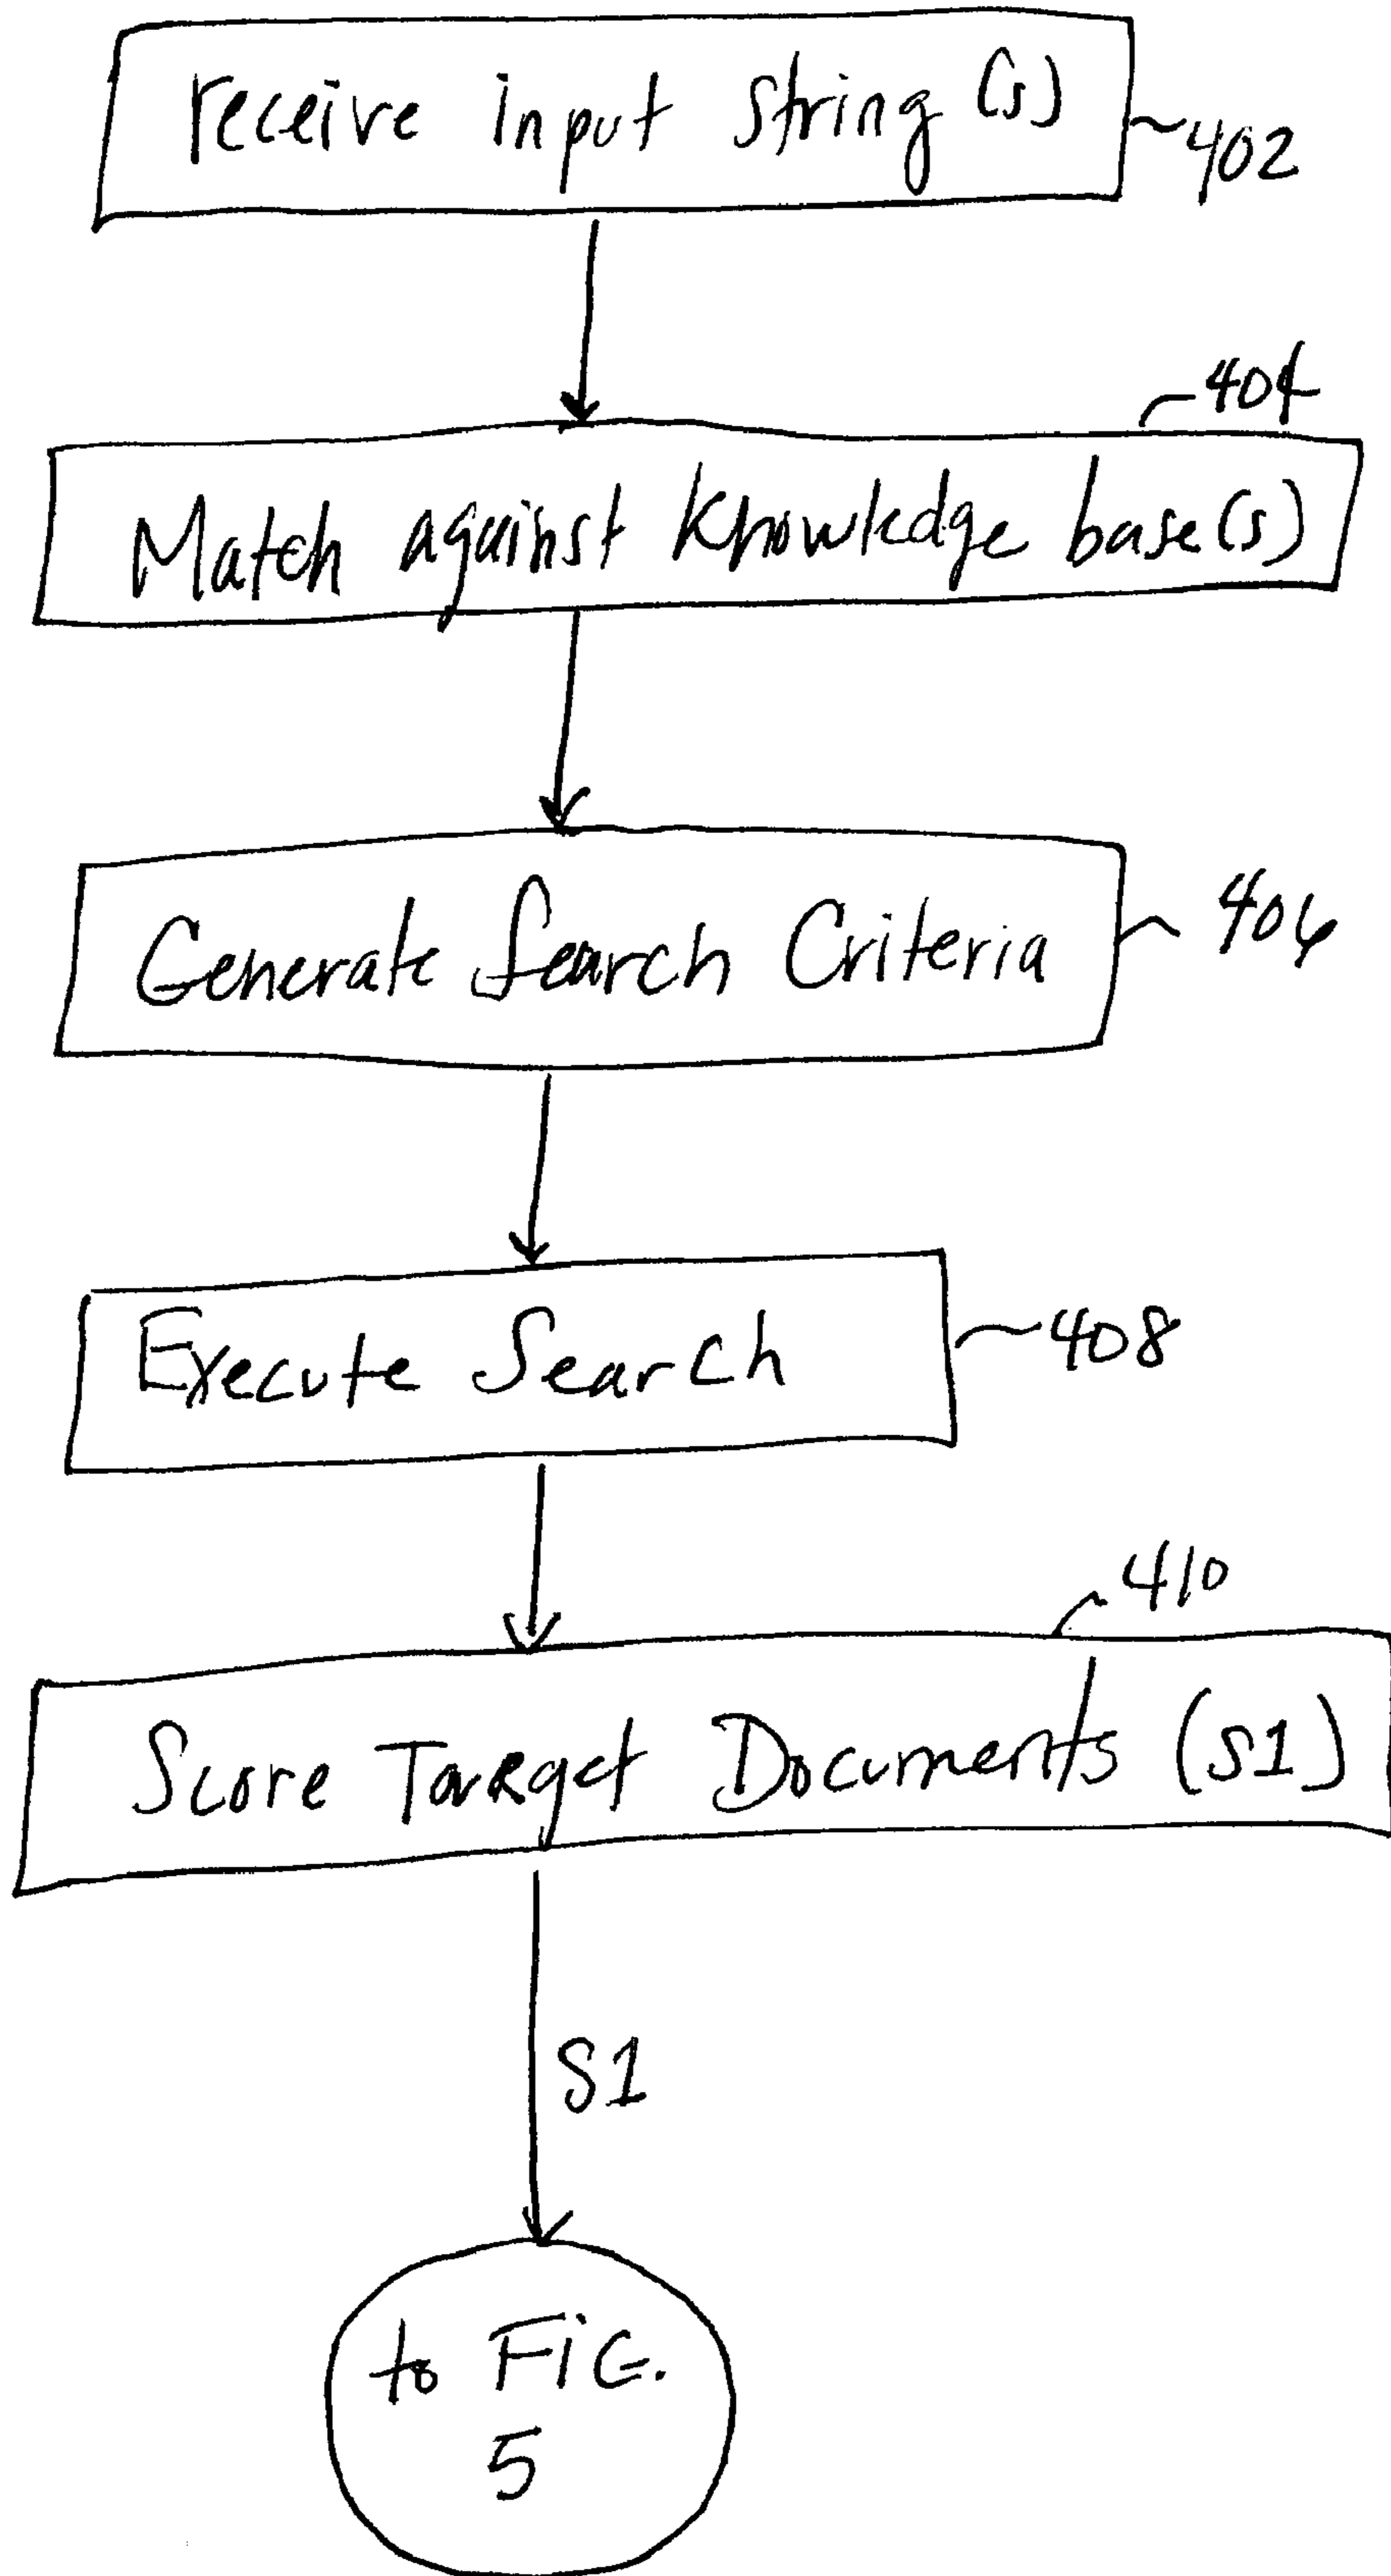 receive input string(s)
402
404
Match against knowledge base(s)
Generate Search Criteria
406
Execute Search
408
410
Score Target Documents (S1)
S1
to FIG.
5